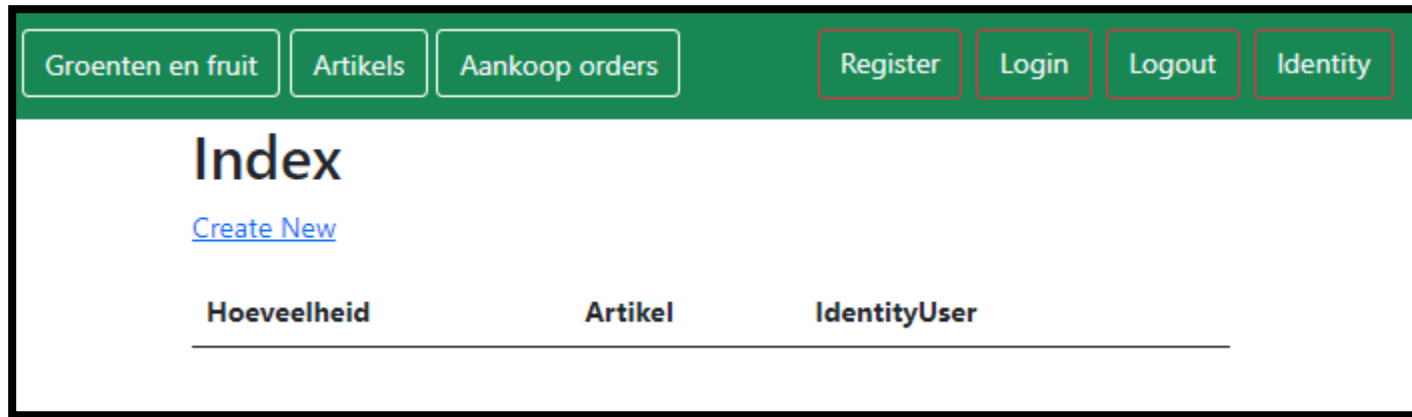 Groenten en fruit Artikels Aankoop orders Register Login Logout Identity
Index
Create New
Hoeveelheid Artikel IdentityUser